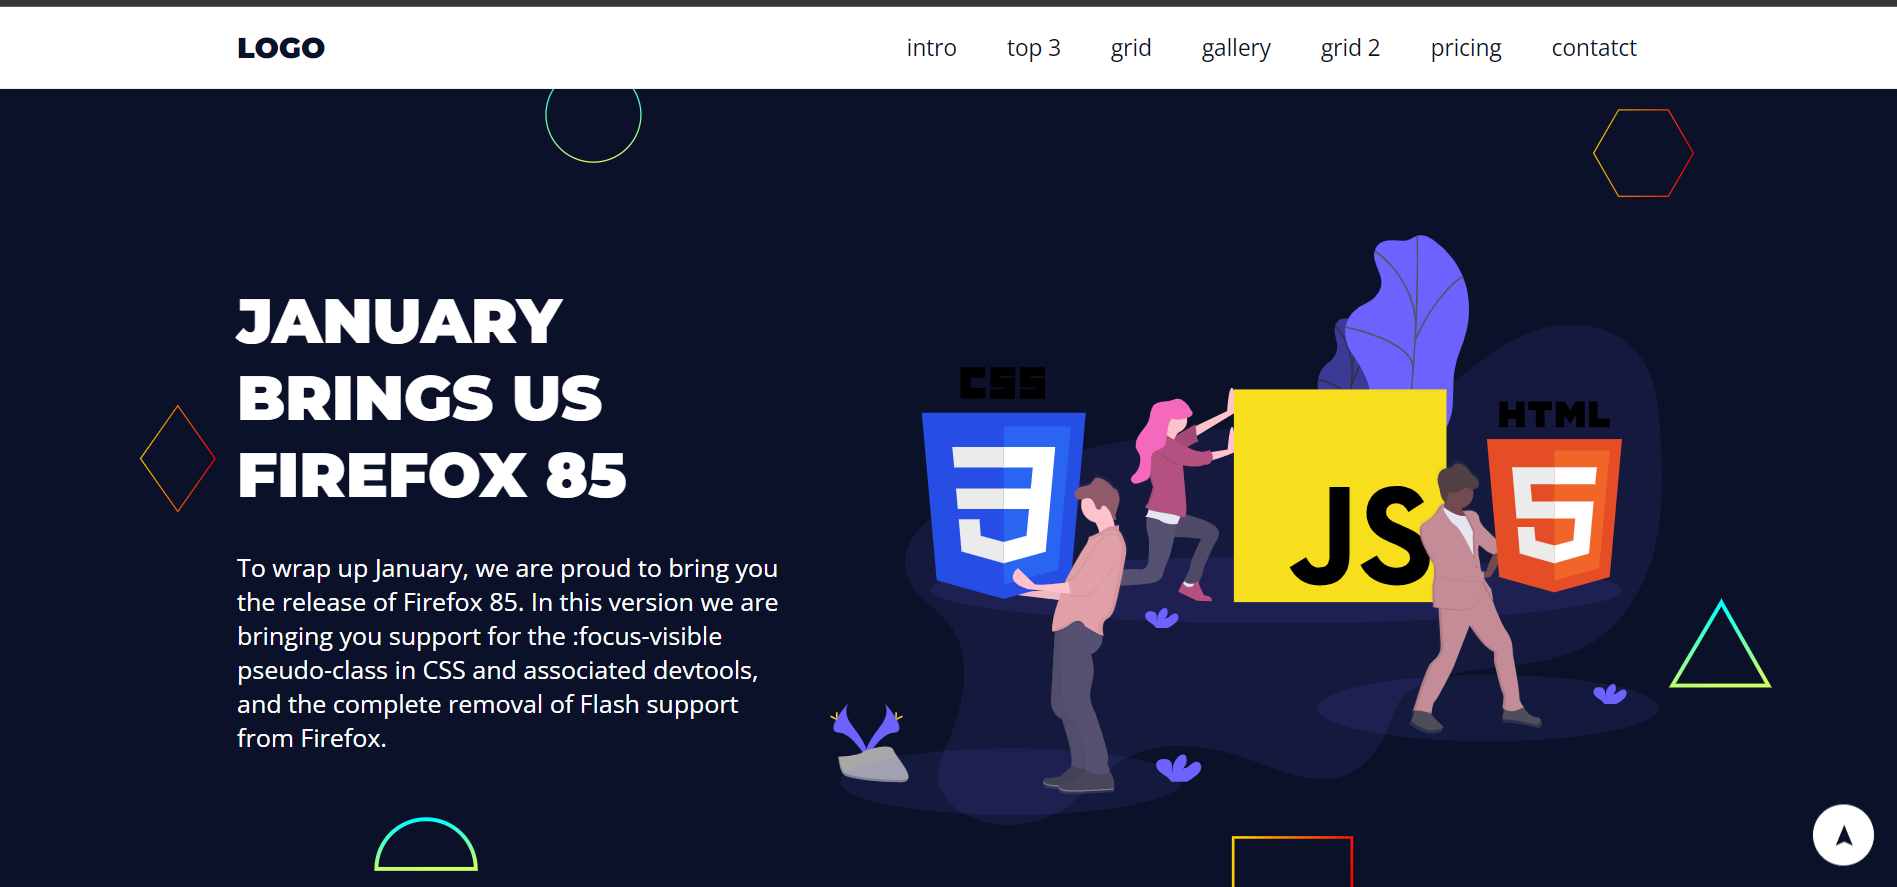 LOGO
intro top 3 grid gallery grid 2 pricing contatct
JANUARY
BRINGS US
FIREFOX 85
To wrap up January, we are proud to bring you
the release of Firefox 85. In this version we are
bringing you support for the :focus-visible
pseudo-class in CSS and associated devtools,
and the complete removal of Flash support
from Firefox.
CSS
3
JS
HTML
5